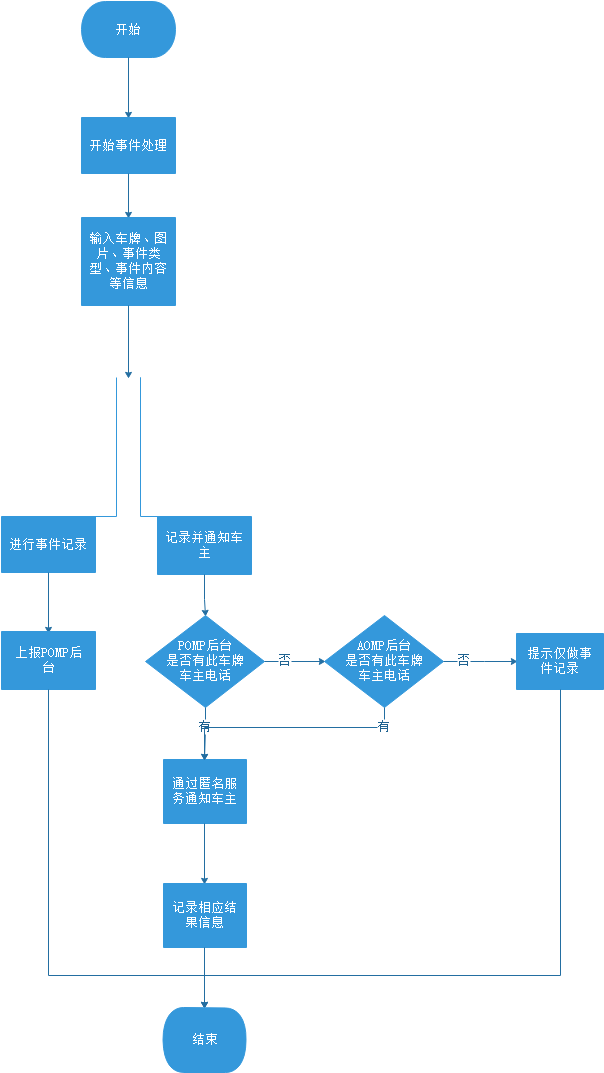 开始
开始事件处理
输入车牌、图
片、事件类
型、事件内容
等信息
进行事件记录
记录并通知车
主
上报POMP后
台
POMP后台
是否有此车牌
车主电话
否
AOMP后台
是否有此车牌
车主电话
否
提示仅做事
件记录
有
有
通过匿名服
务通知车主
记录相应结
果信息
结束